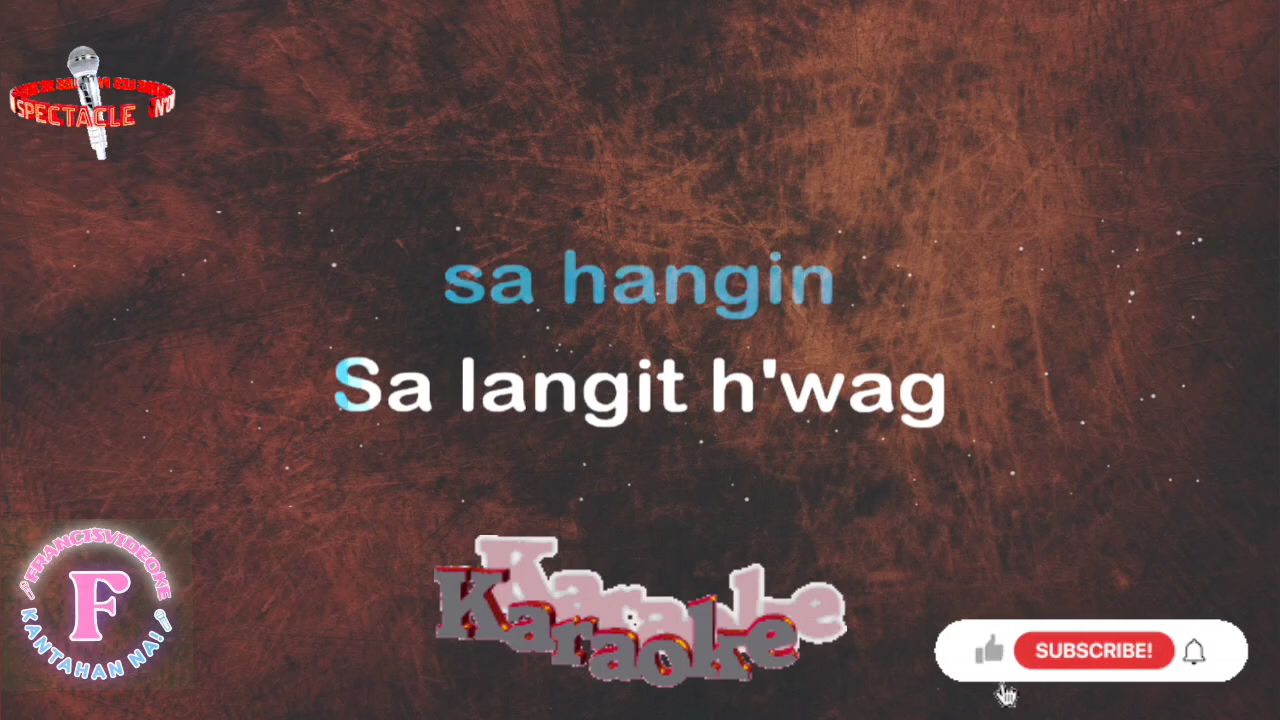 SPECTACLE
sa hangin
Sa langit h'wag
FRANCISVIDEOKE
F
KANTAHAN NA!
Karaoke
SUBSCRIBE!